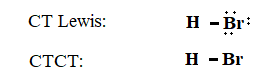 CT Lewis: H – Br:
CTCT: H – Br